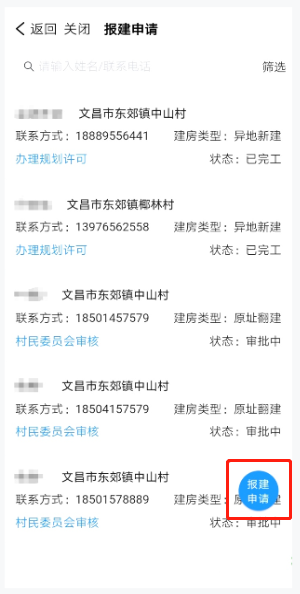 返回 关闭 报建申请
请输入姓名/联系电话 筛选
文昌市东郊镇中山村
联系方式：18889556441 建房类型：异地新建
办理规划许可 状态：已完工
文昌市东郊镇椰林村
联系方式：13976562558 建房类型：异地新建
办理规划许可 状态：已完工
文昌市东郊镇中山村
联系方式：18501457579 建房类型：原址翻建
村民委员会审核 状态：审批中
文昌市东郊镇中山村
联系方式：18504157579 建房类型：原址翻建
村民委员会审核 状态：审批中
文昌市东郊镇中山村
报建
联系方式：18501578889 建房类型：原
申请
村民委员会审核 状态：审批中